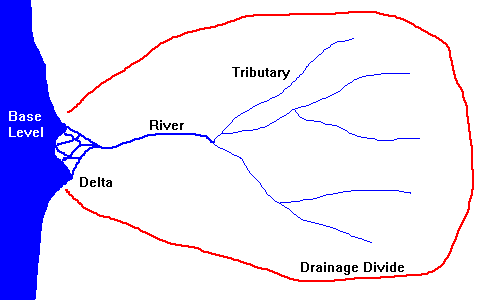 Tributary
Base
Level
River
Delta
Drainage Divide